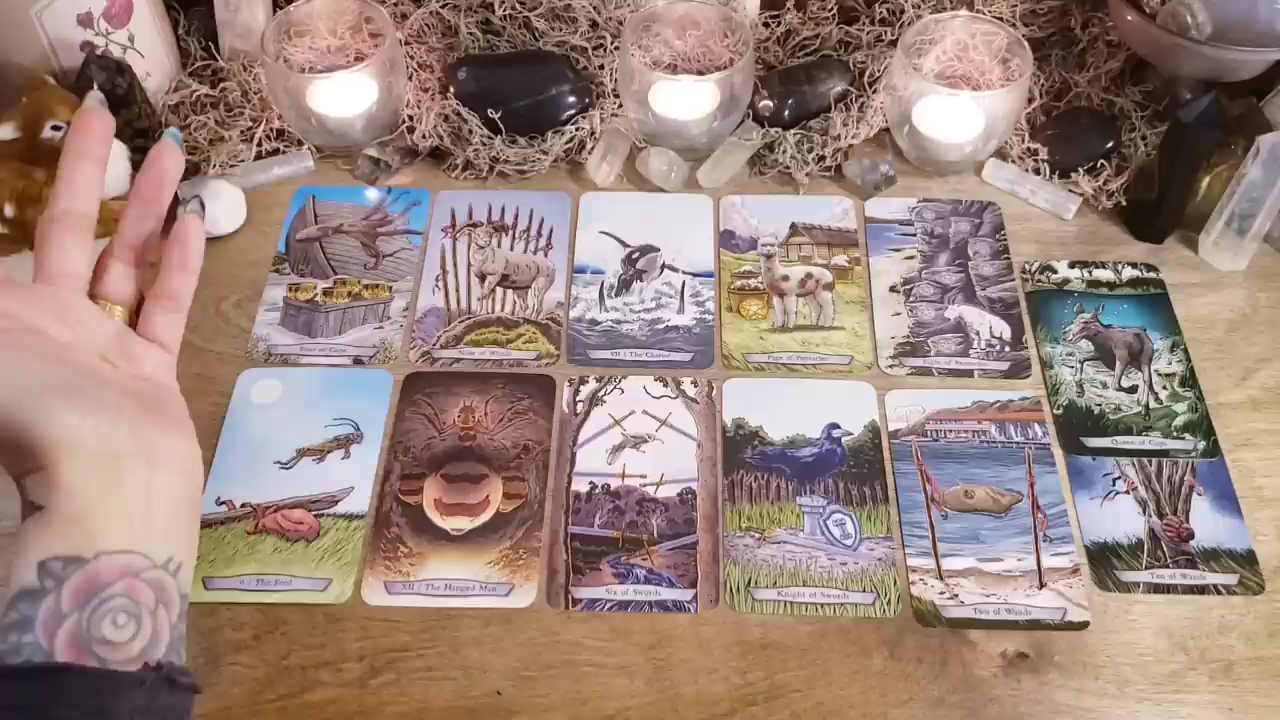 Four of Cups
Nine of Wands
VII / The Chariot
Page of Pentacles
Eight of Pentacles
Queen of Cups
0 / The Fool
XII / The Hanged Man
Six of Swords
Knight of Swords
Two of Wands
Ten of Wands